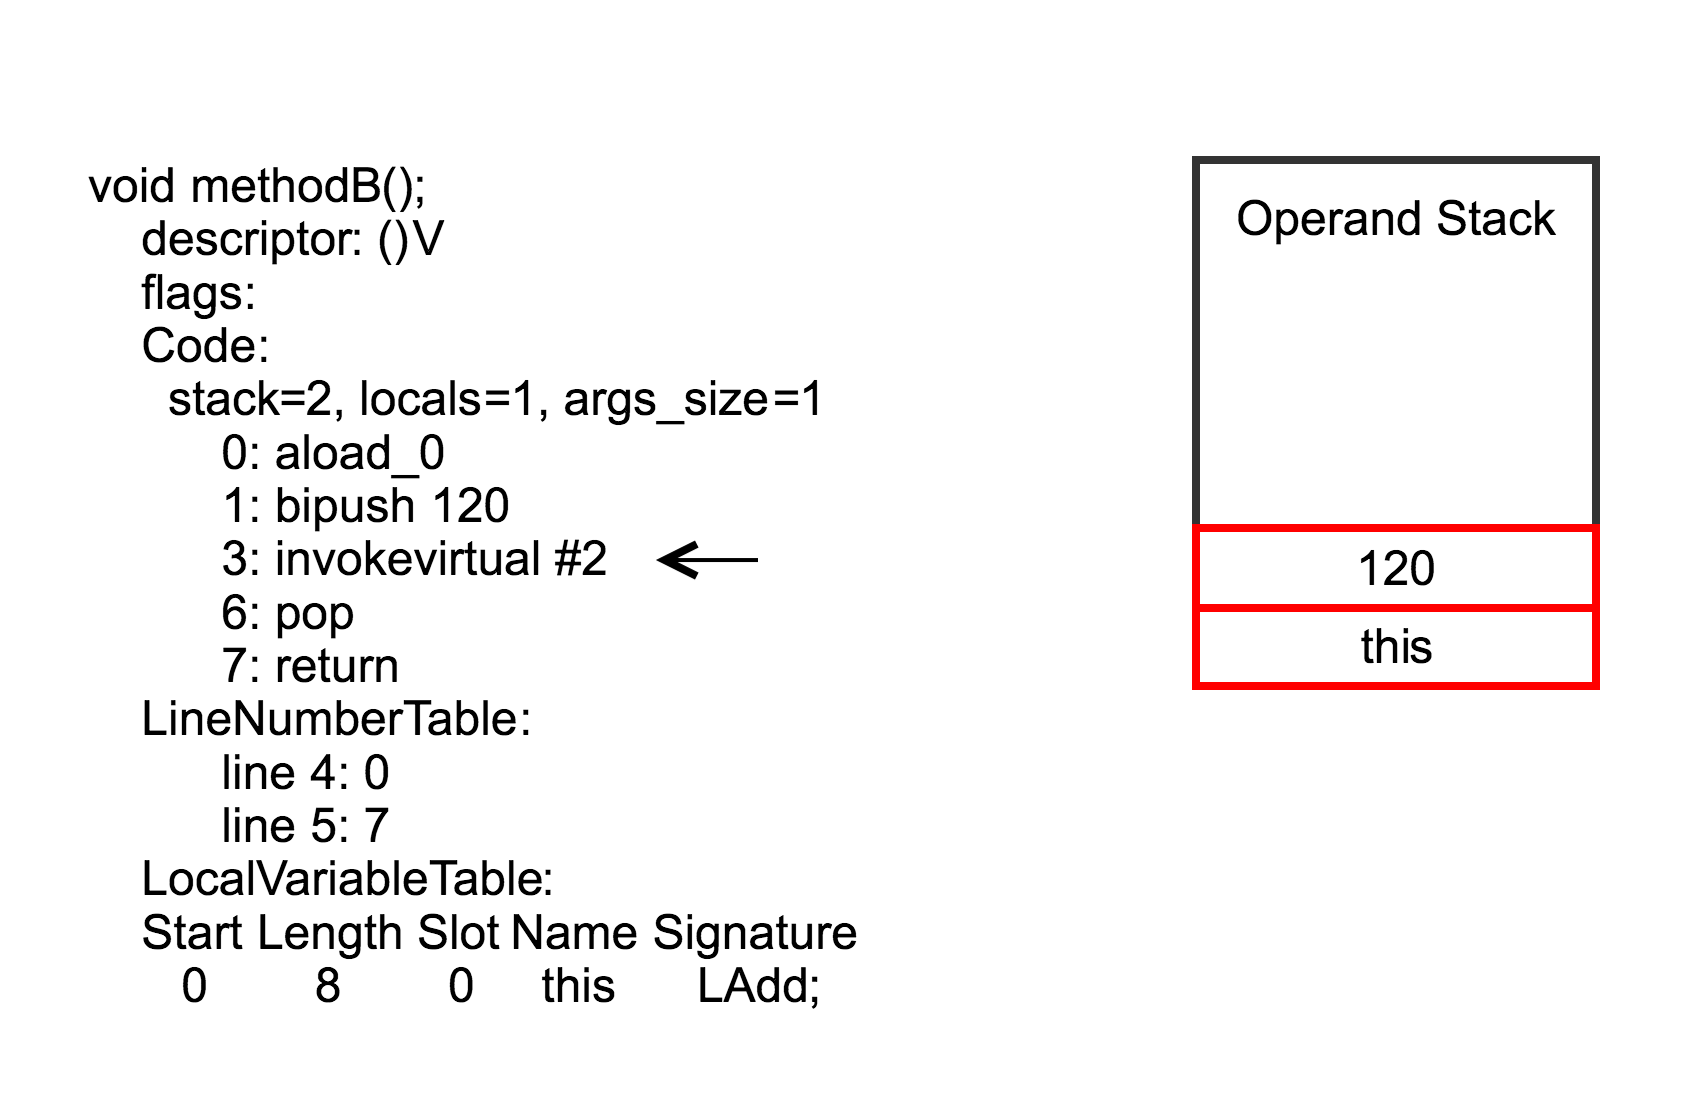 void methodB();
descriptor: ()V
flags:
Code:
stack=2, locals=1, args_size=1
0: aload_0
1: bipush 120
3: invokevirtual #2
6: pop
7: return
LineNumberTable:
line 4: 0
line 5: 7
LocalVariableTable:
Start Length Slot Name Signature
0 8 0 this LAdd;
Operand Stack
120
this